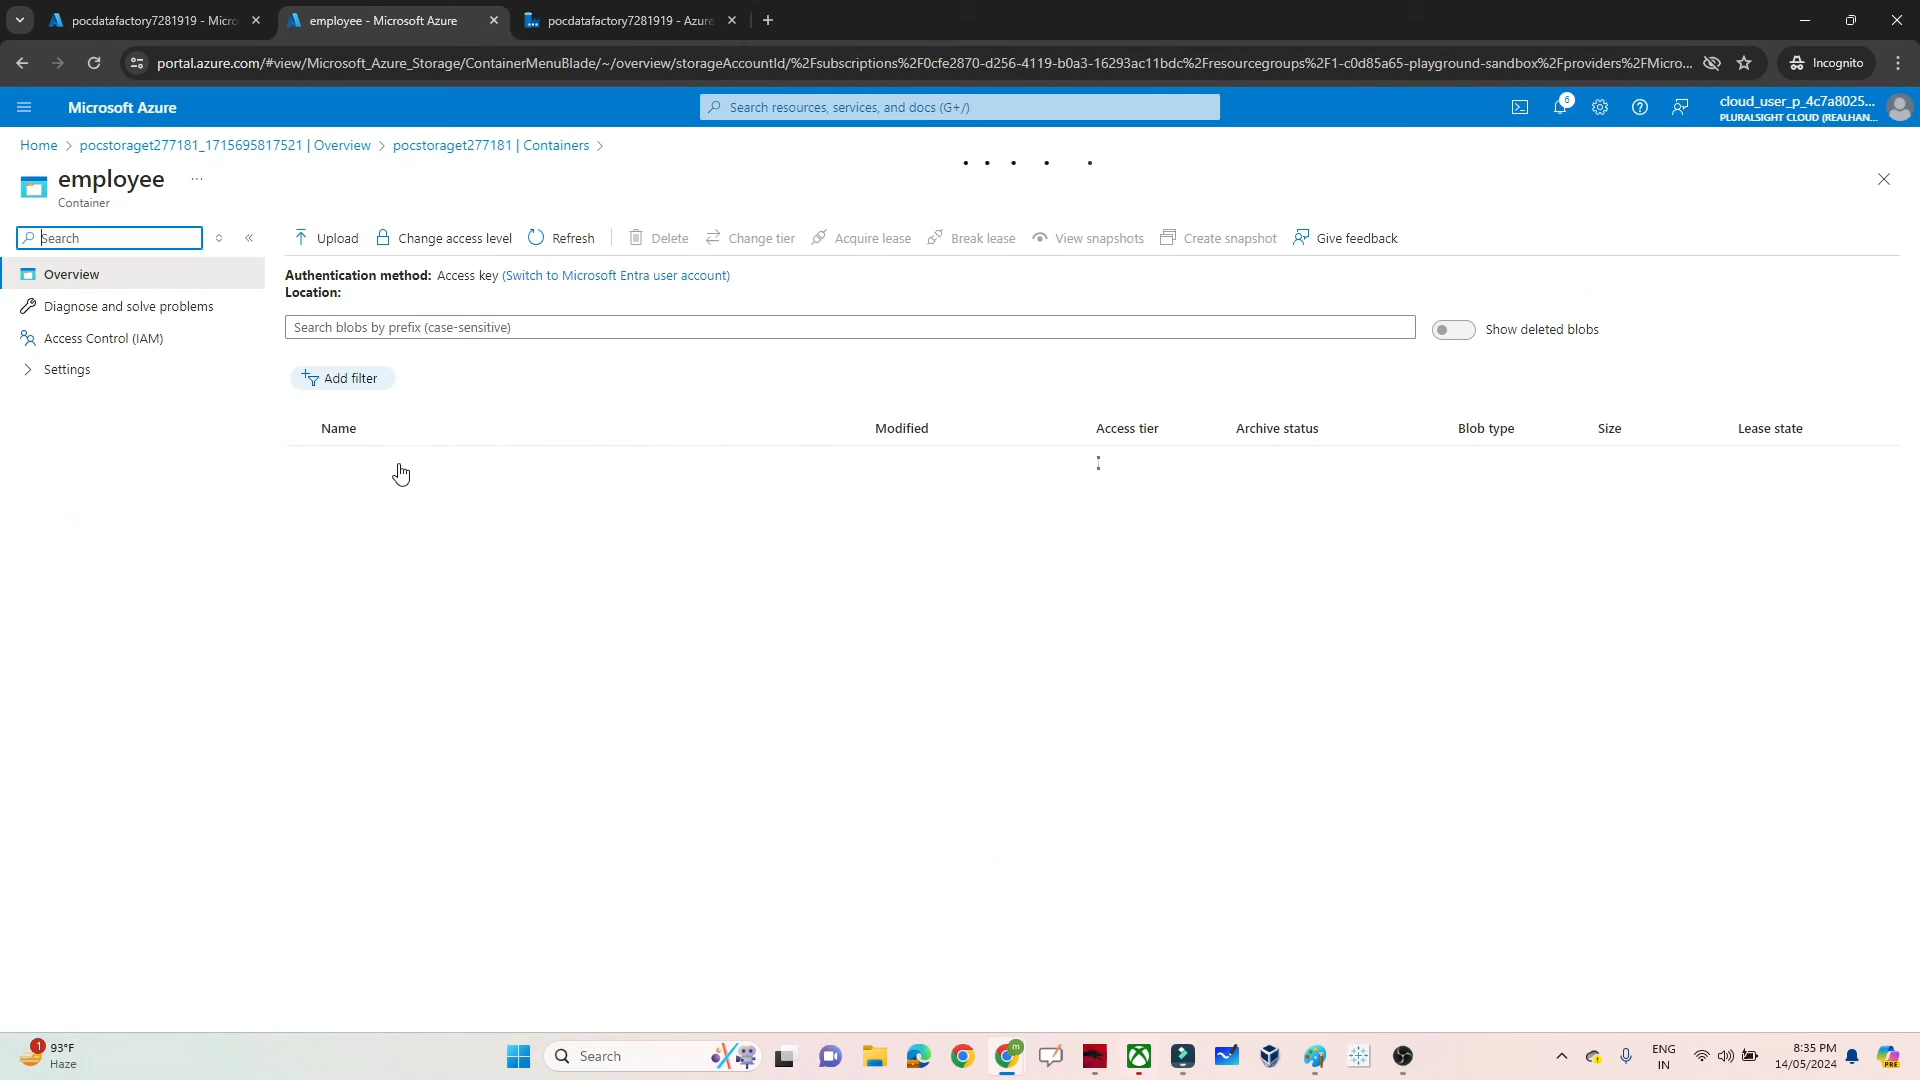 pocdatafactory7281919 - Micro
employee - Microsoft Azure
pocdatafactory7281919 - Azure
portal.azure.com/#view/Microsoft_Azure_Storage/ContainerMenuBlade/~/overview/storageAccountId/%2Fsubscriptions%2F0cfe2870-d256-4119-b0a3-16293ac11bdc%2Fresourcegroups%2F1-c0d85a65-playground-sandbox%2Fproviders%2FMicro...
Incognito
Microsoft Azure
Search resources, services, and docs (G+/)
6
cloud_user_p_4c7a8025...
PLURALSIGHT CLOUD (REALHAN...
Home > pocstoraget277181_1715695817521 | Overview > pocstoraget277181 | Containers >
employee
...
Container
Search
Upload
Change access level
Refresh
Delete
Change tier
Acquire lease
Break lease
View snapshots
Create snapshot
Give feedback
Overview
Diagnose and solve problems
Access Control (IAM)
Settings
Authentication method: Access key (Switch to Microsoft Entra user account)
Location:
Search blobs by prefix (case-sensitive)
Show deleted blobs
Add filter
Name
Modified
Access tier
Archive status
Blob type
Size
Lease state
1
93°F
Haze
Search
m
ENG
IN
8:35 PM
14/05/2024
PRE